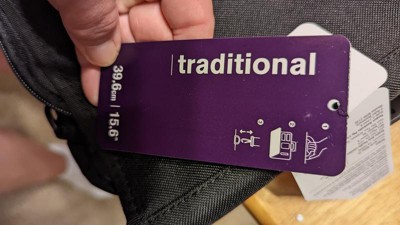 traditional
39.6cm | 15.6"